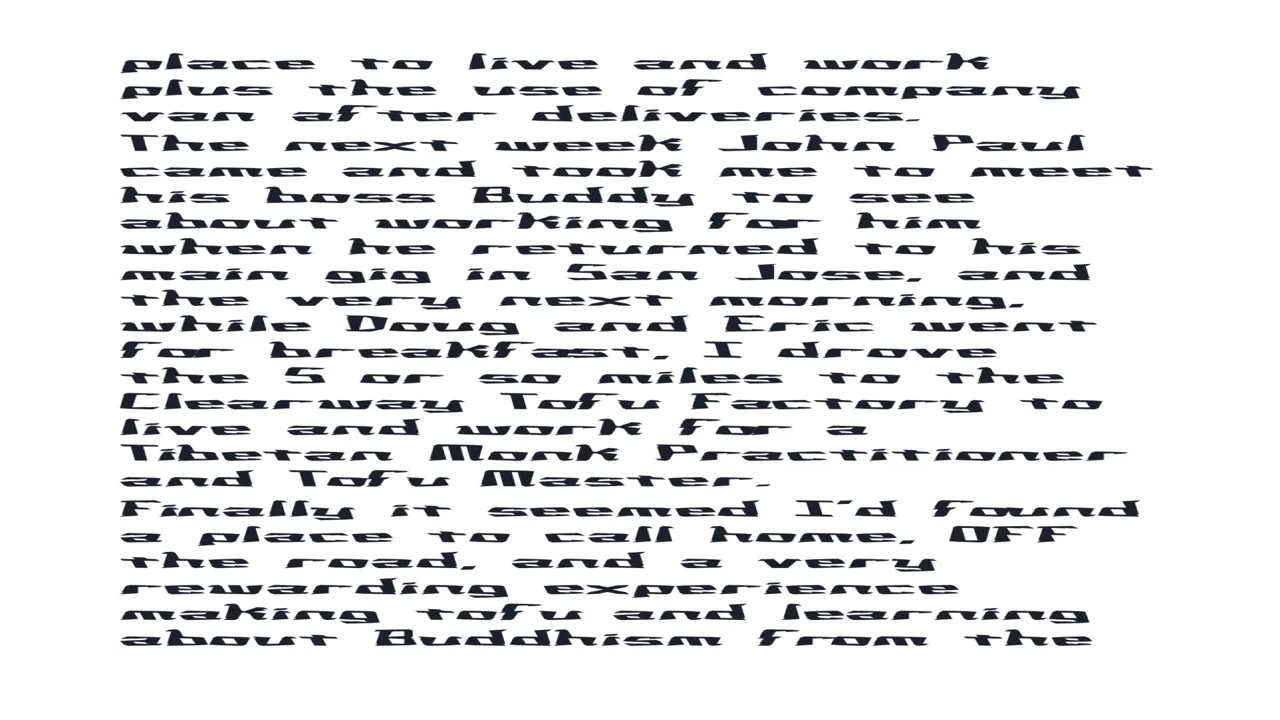 place to live and work
plus the use of company
van after deliveries.
The next week John Paul
came and took me to meet
his boss Buddy to see
about working for him
when he returned to his
main gig in San Jose, and
the very next morning,
while Doug and Eric went
for breakfast, I drove
the 5 or so miles to the
Clearway Tofu Factory to
live and work for a
Tibetan Monk Practitioner
and Tofu Master.
Finally it seemed I'd found
a place to call home, OFF
the road, and a very
rewarding experience
making tofu and learning
about Buddhism from the